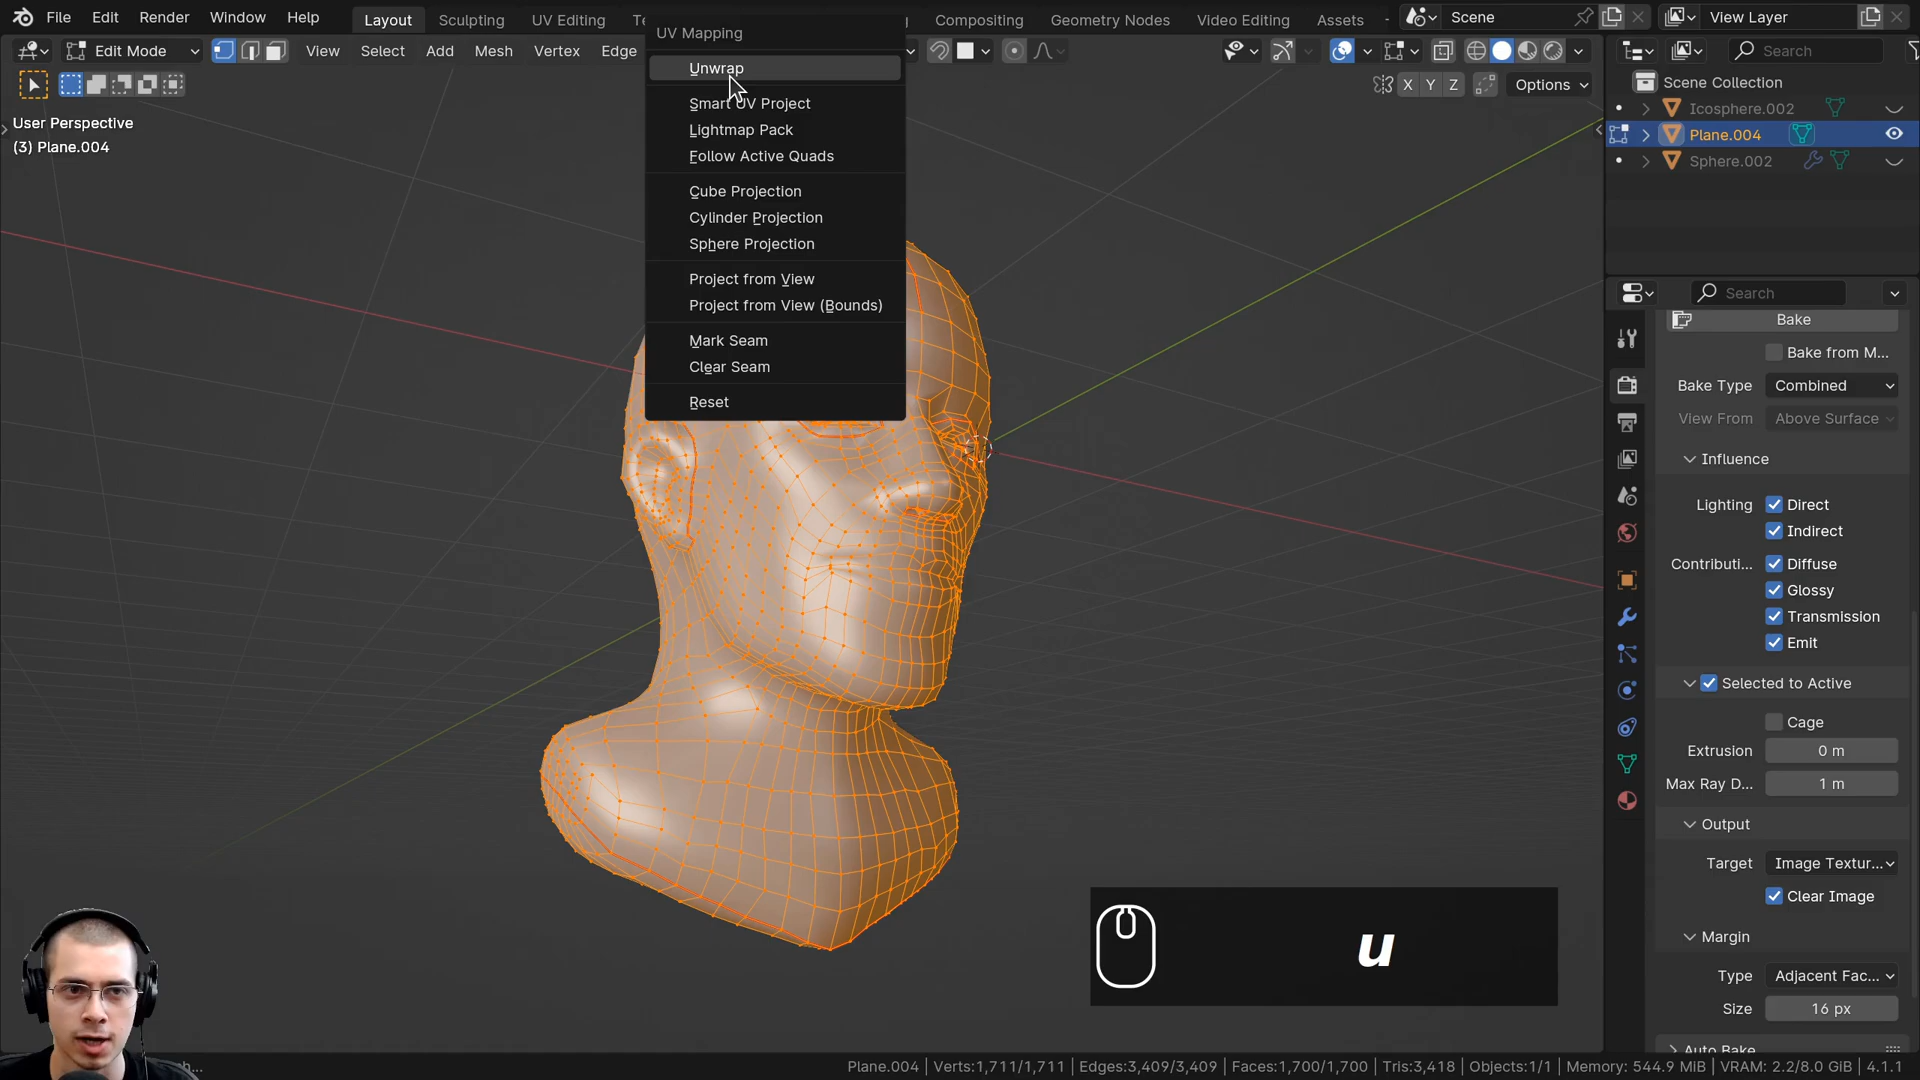 File Edit Render Window Help Layout Sculpting UV Editing Te Compositing Geometry Nodes Video Editing Assets Scene View Layer
Edit Mode View Select Add Mesh Vertex Edge Search
Options
User Perspective
(3) Plane.004
UV Mapping
Unwrap
Smart UV Project
Lightmap Pack
Follow Active Quads
Cube Projection
Cylinder Projection
Sphere Projection
Project from View
Project from View (Bounds)
Mark Seam
Clear Seam
Reset
X Y Z
Scene Collection
Icosphere.002
Plane.004
Sphere.002
Search
Bake
Bake from M...
Bake Type Combined
View From Above Surface
Influence
Lighting Direct
Indirect
Contributi... Diffuse
Glossy
Transmission
Emit
Selected to Active
Cage
Extrusion 0 m
Max Ray D... 1 m
Output
Target Image Textur...
Clear Image
Margin
Type Adjacent Fac...
Size 16 px
Auto Bake
u
Plane.004 | Verts:1,711/1,711 | Edges:3,409/3,409 | Faces:1,700/1,700 | Tris:3,418 | Objects:1/1 | Memory: 544.9 MiB | VRAM: 2.2/8.0 GiB | 4.1.1